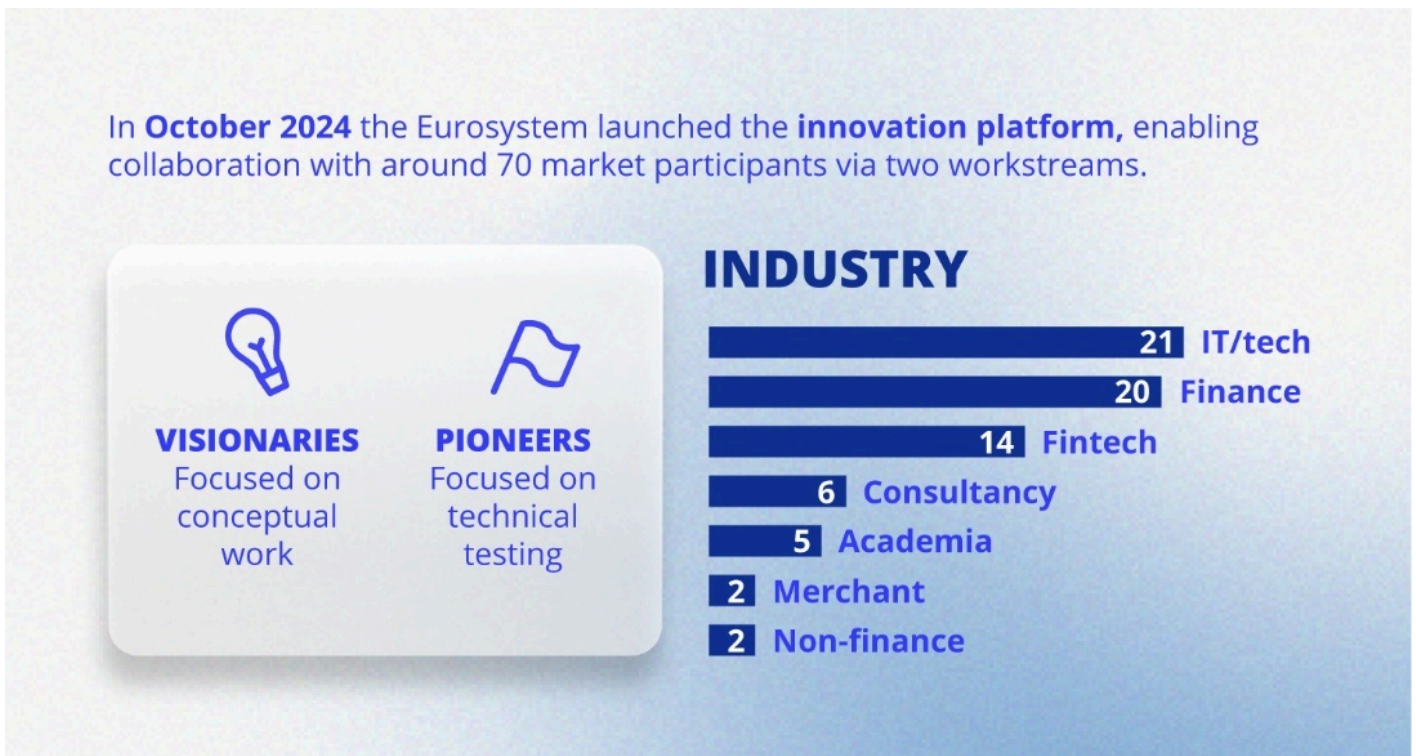 In October 2024 the Eurosystem launched the innovation platform, enabling
collaboration with around 70 market participants via two workstreams.
VISIONARIES
Focused on
conceptual
work
PIONEERS
Focused on
technical
testing
INDUSTRY
21 IT/tech
20 Finance
14 Fintech
6 Consultancy
5 Academia
2 Merchant
2 Non-finance